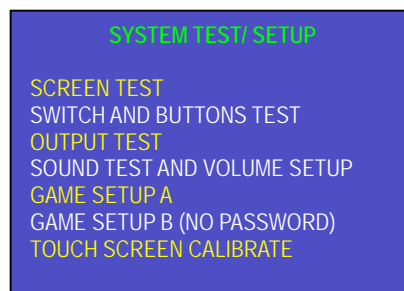 SYSTEM TEST/ SETUP
SCREEN TEST
SWITCH AND BUTTONS TEST
OUTPUT TEST
SOUND TEST AND VOLUME SETUP
GAME SETUP A
GAME SETUP B (NO PASSWORD)
TOUCH SCREEN CALIBRATE